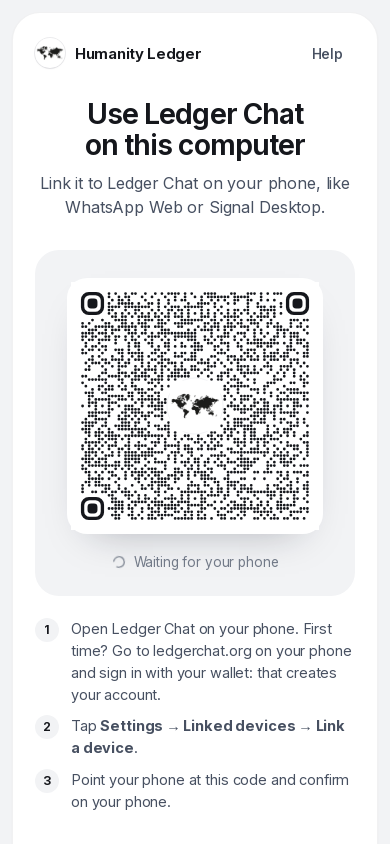 Humanity Ledger
Help
Use Ledger Chat
on this computer
Link it to Ledger Chat on your phone, like
WhatsApp Web or Signal Desktop.
Waiting for your phone
1 Open Ledger Chat on your phone. First
time? Go to ledgerchat.org on your phone
and sign in with your wallet: that creates
your account.
2 Tap Settings → Linked devices → Link
a device.
3 Point your phone at this code and confirm
on your phone.